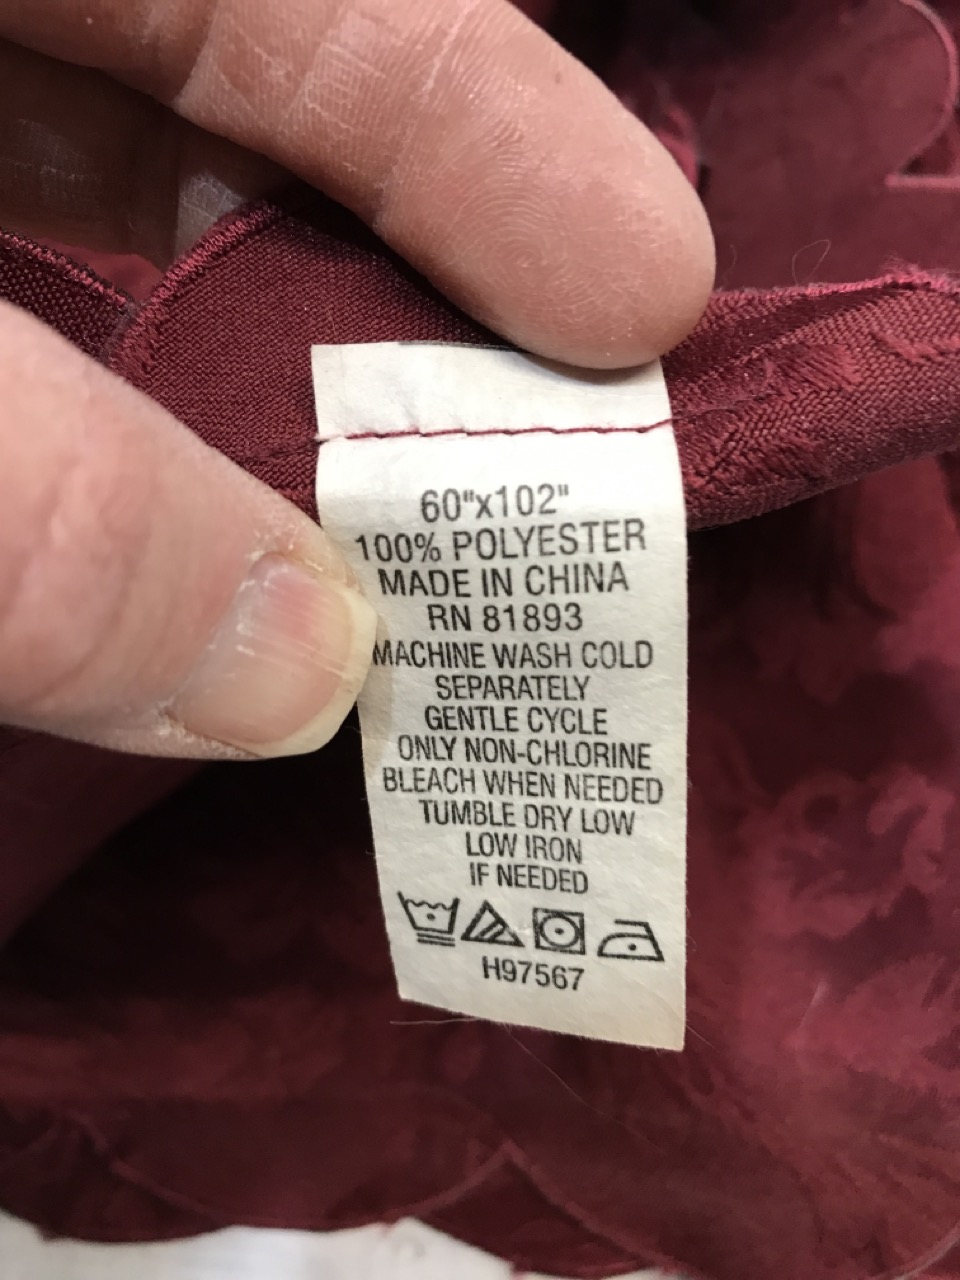 60"x102"
100% POLYESTER
MADE IN CHINA
RN 81893
MACHINE WASH COLD
SEPARATELY
GENTLE CYCLE
ONLY NON-CHLORINE
BLEACH WHEN NEEDED
TUMBLE DRY LOW
LOW IRON
IF NEEDED
H97567